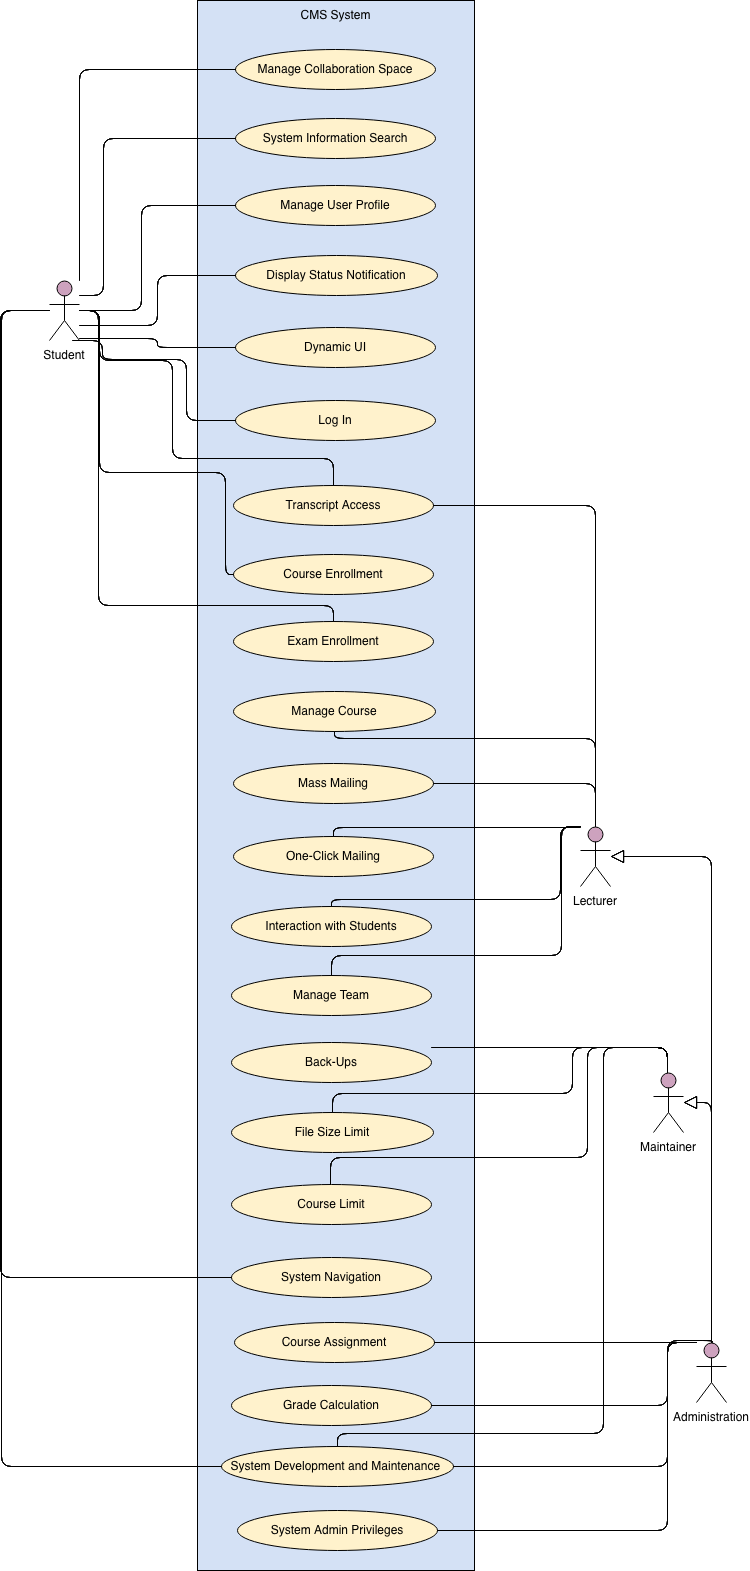 CMS System
Manage Collaboration Space
System Information Search
Manage User Profile
Display Status Notification
Student
Dynamic UI
Log In
Transcript Access
Course Enrollment
Exam Enrollment
Manage Course
Mass Mailing
One-Click Mailing
Lecturer
Interaction with Students
Manage Team
Back-Ups
File Size Limit
Maintainer
Course Limit
System Navigation
Course Assignment
Grade Calculation
Administration
System Development and Maintenance
System Admin Privileges